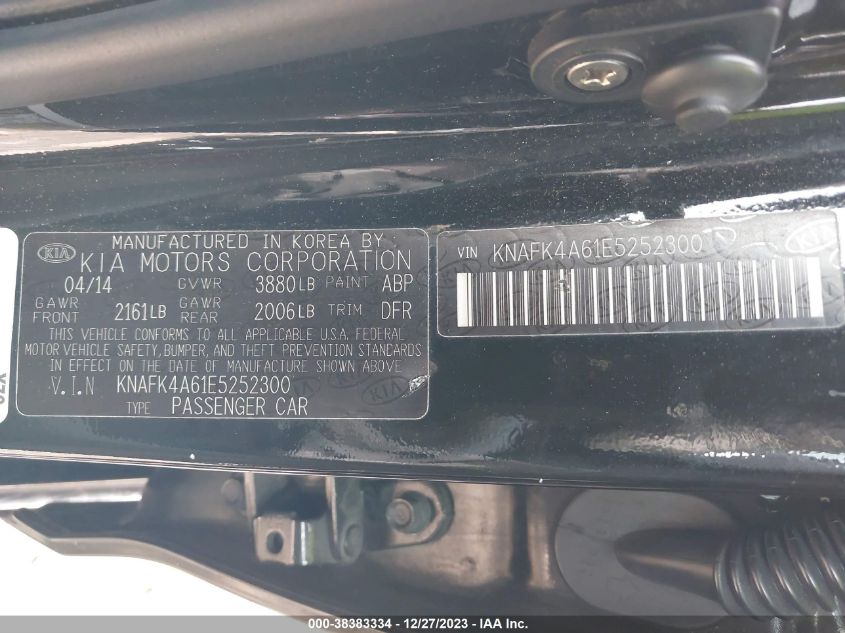 KIA
MANUFACTURED IN KOREA BY
KIA MOTORS CORPORATION
04/14 GVWR 3880LB PAINT ABP
GAWR FRONT 2161LB GAWR REAR 2006LB TRIM DFR
THIS VEHICLE CONFORMS TO ALL APPLICABLE U.S.A. FEDERAL
MOTOR VEHICLE SAFETY, BUMPER, AND THEFT PREVENTION STANDARDS
IN EFFECT ON THE DATE OF MANUFACTURE SHOWN ABOVE
V.I.N KNAFK4A61E5252300
TYPE PASSENGER CAR
VIN KNAFK4A61E5252300
000-38383334 - 12/27/2023 - IAA Inc.